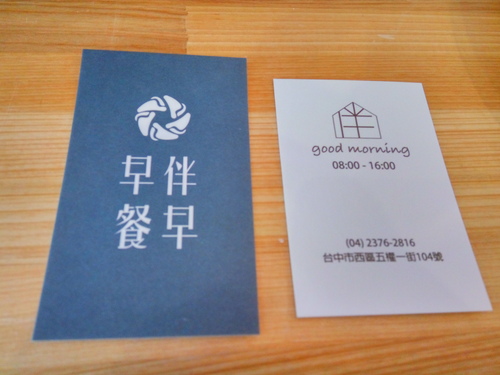 伴早
早餐
good morning
08:00 - 16:00
(04) 2376-2816
台中市西區五權一街104號